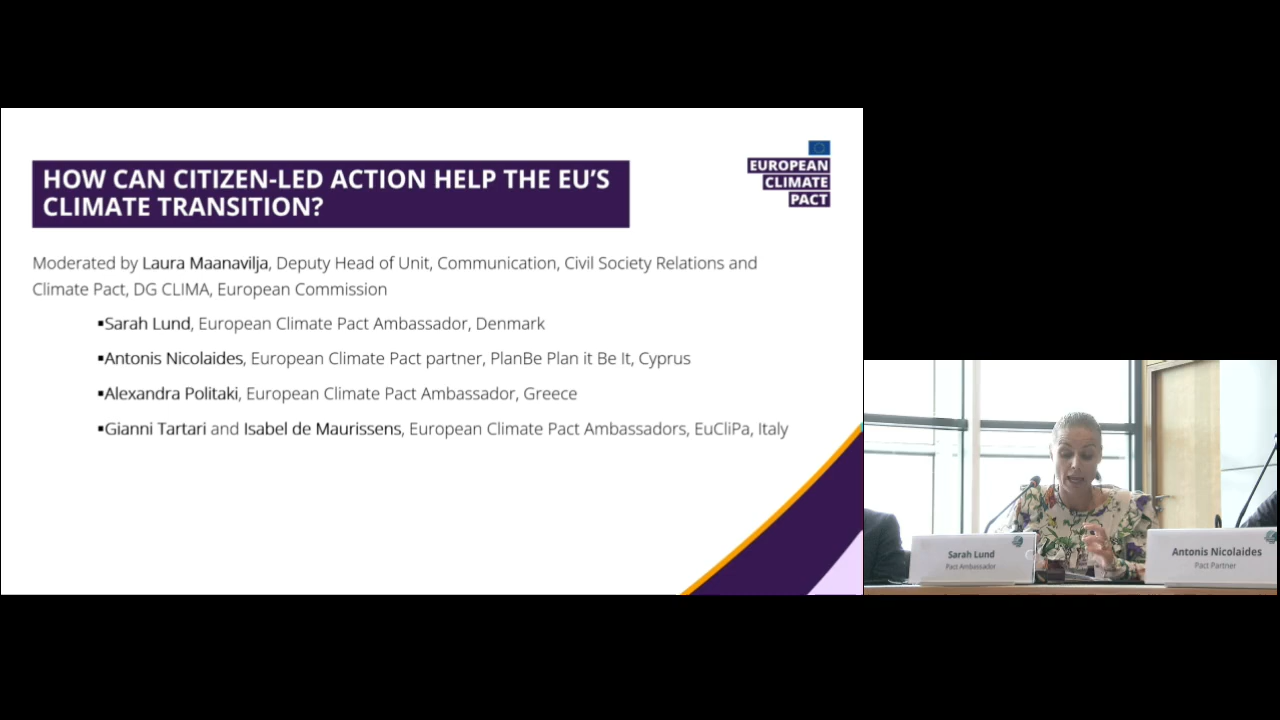 HOW CAN CITIZEN-LED ACTION HELP THE EU'S
CLIMATE TRANSITION?
EUROPEAN
CLIMATE
PACT
Moderated by Laura Maanavilja, Deputy Head of Unit, Communication, Civil Society Relations and
Climate Pact, DG CLIMA, European Commission
▪Sarah Lund, European Climate Pact Ambassador, Denmark
▪Antonis Nicolaides, European Climate Pact partner, PlanBe Plan it Be It, Cyprus
▪Alexandra Politaki, European Climate Pact Ambassador, Greece
▪Gianni Tartari and Isabel de Maurissens, European Climate Pact Ambassadors, EuCliPa, Italy
Sarah Lund
Pact Ambassador
Antonis Nicolaides
Pact Partner